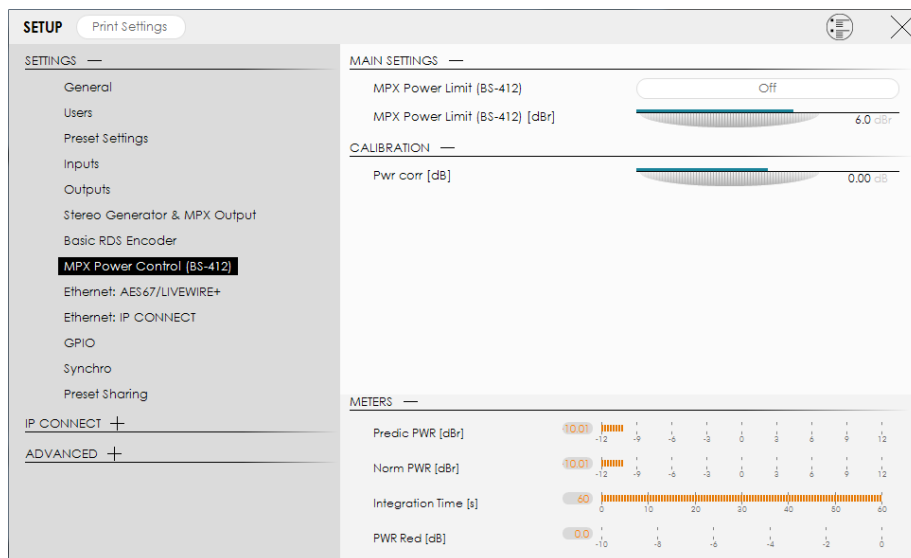 SETUP Print Settings
SETTINGS
General
Users
Preset Settings
Inputs
Outputs
Stereo Generator & MPX Output
Basic RDS Encoder
MPX Power Control (BS-412)
Ethernet: AES67/LIVEWIRE+
Ethernet: IP CONNECT
GPIO
Synchro
Preset Sharing
IP CONNECT
ADVANCED
MAIN SETTINGS
MPX Power Limit (BS-412) Off
MPX Power Limit (BS-412) [dBr] 6.0 dBr
CALIBRATION
Pwr corr [dB] 0.00 dB
METERS
Predic PWR [dBr] 10.01
-12 -9 -6 -3 0 3 6 9 12
Norm PWR [dBr] 10.01
-12 -9 -6 -3 0 3 6 9 12
Integration Time [s] 60
0 10 20 30 40 50 60
PWR Red [dB] 0.0
-10 -8 -6 -4 -2 0